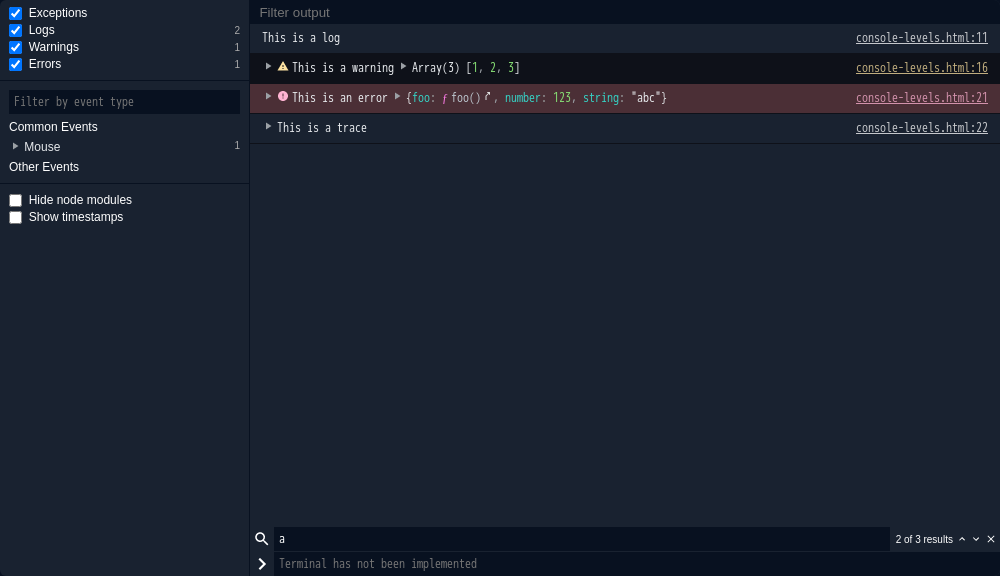 Exceptions
Logs 2
Warnings 1
Errors 1
Filter by event type
Common Events
Mouse 1
Other Events
Hide node modules
Show timestamps
Filter output
This is a log console-levels.html:11
This is a warning Array(3) [1, 2, 3] console-levels.html:16
This is an error {foo: ƒ foo(), number: 123, string: "abc"} console-levels.html:21
This is a trace console-levels.html:22
a 2 of 3 results
Terminal has not been implemented